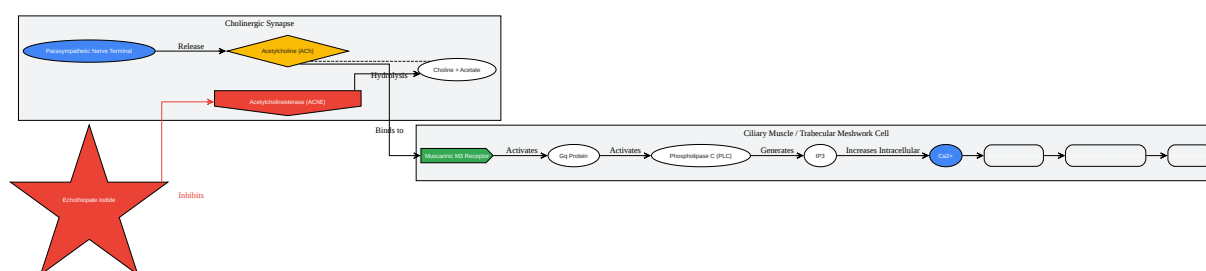 Cholinergic Synapse
Parasympathetic Nerve Terminal
Release
Acetylcholine (ACh)
Hydrolysis
Choline + Acetate
Acetylcholinesterase (AChE)
Binds to
Ciliary Muscle / Trabecular Meshwork Cell
Muscarinic M3 Receptor
Activates
Gq Protein
Activates
Phospholipase C (PLC)
Generates
IP3
Increases Intracellular
Ca2+
Echothiopate Iodide
Inhibits